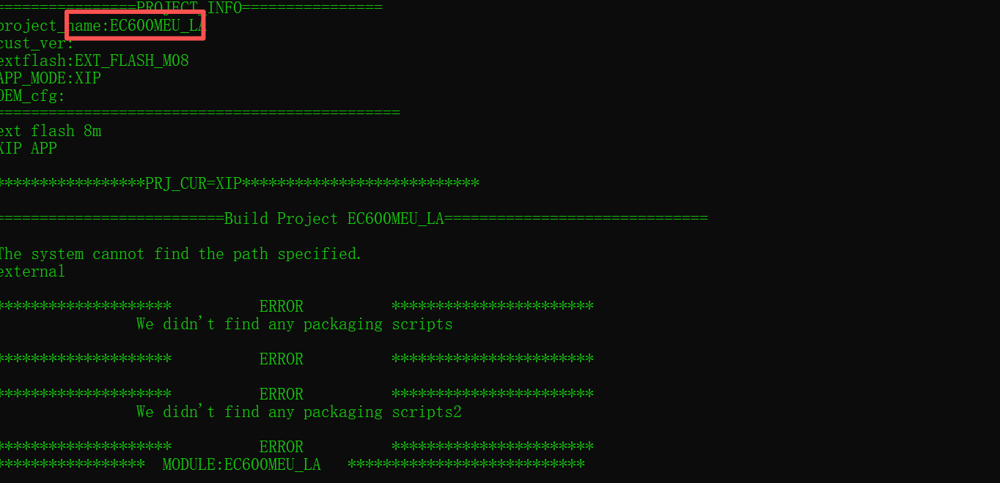 ================PROJECT_INFO================
project_name:EC600MEU_LA
cust_ver:
extflash:EXT_FLASH_M08
APP_MODE:XIP
OEM_cfg:
==============================================
ext flash 8m
XIP APP
*****************PRJ_CUR=XIP***************************
==========================Build Project EC600MEU_LA==============================
The system cannot find the path specified.
external
******************** ERROR ***********************
We didn't find any packaging scripts
******************** ERROR ***********************
******************** ERROR ***********************
We didn't find any packaging scripts2
******************** ERROR ***********************
***************** MODULE:EC600MEU_LA ***************************